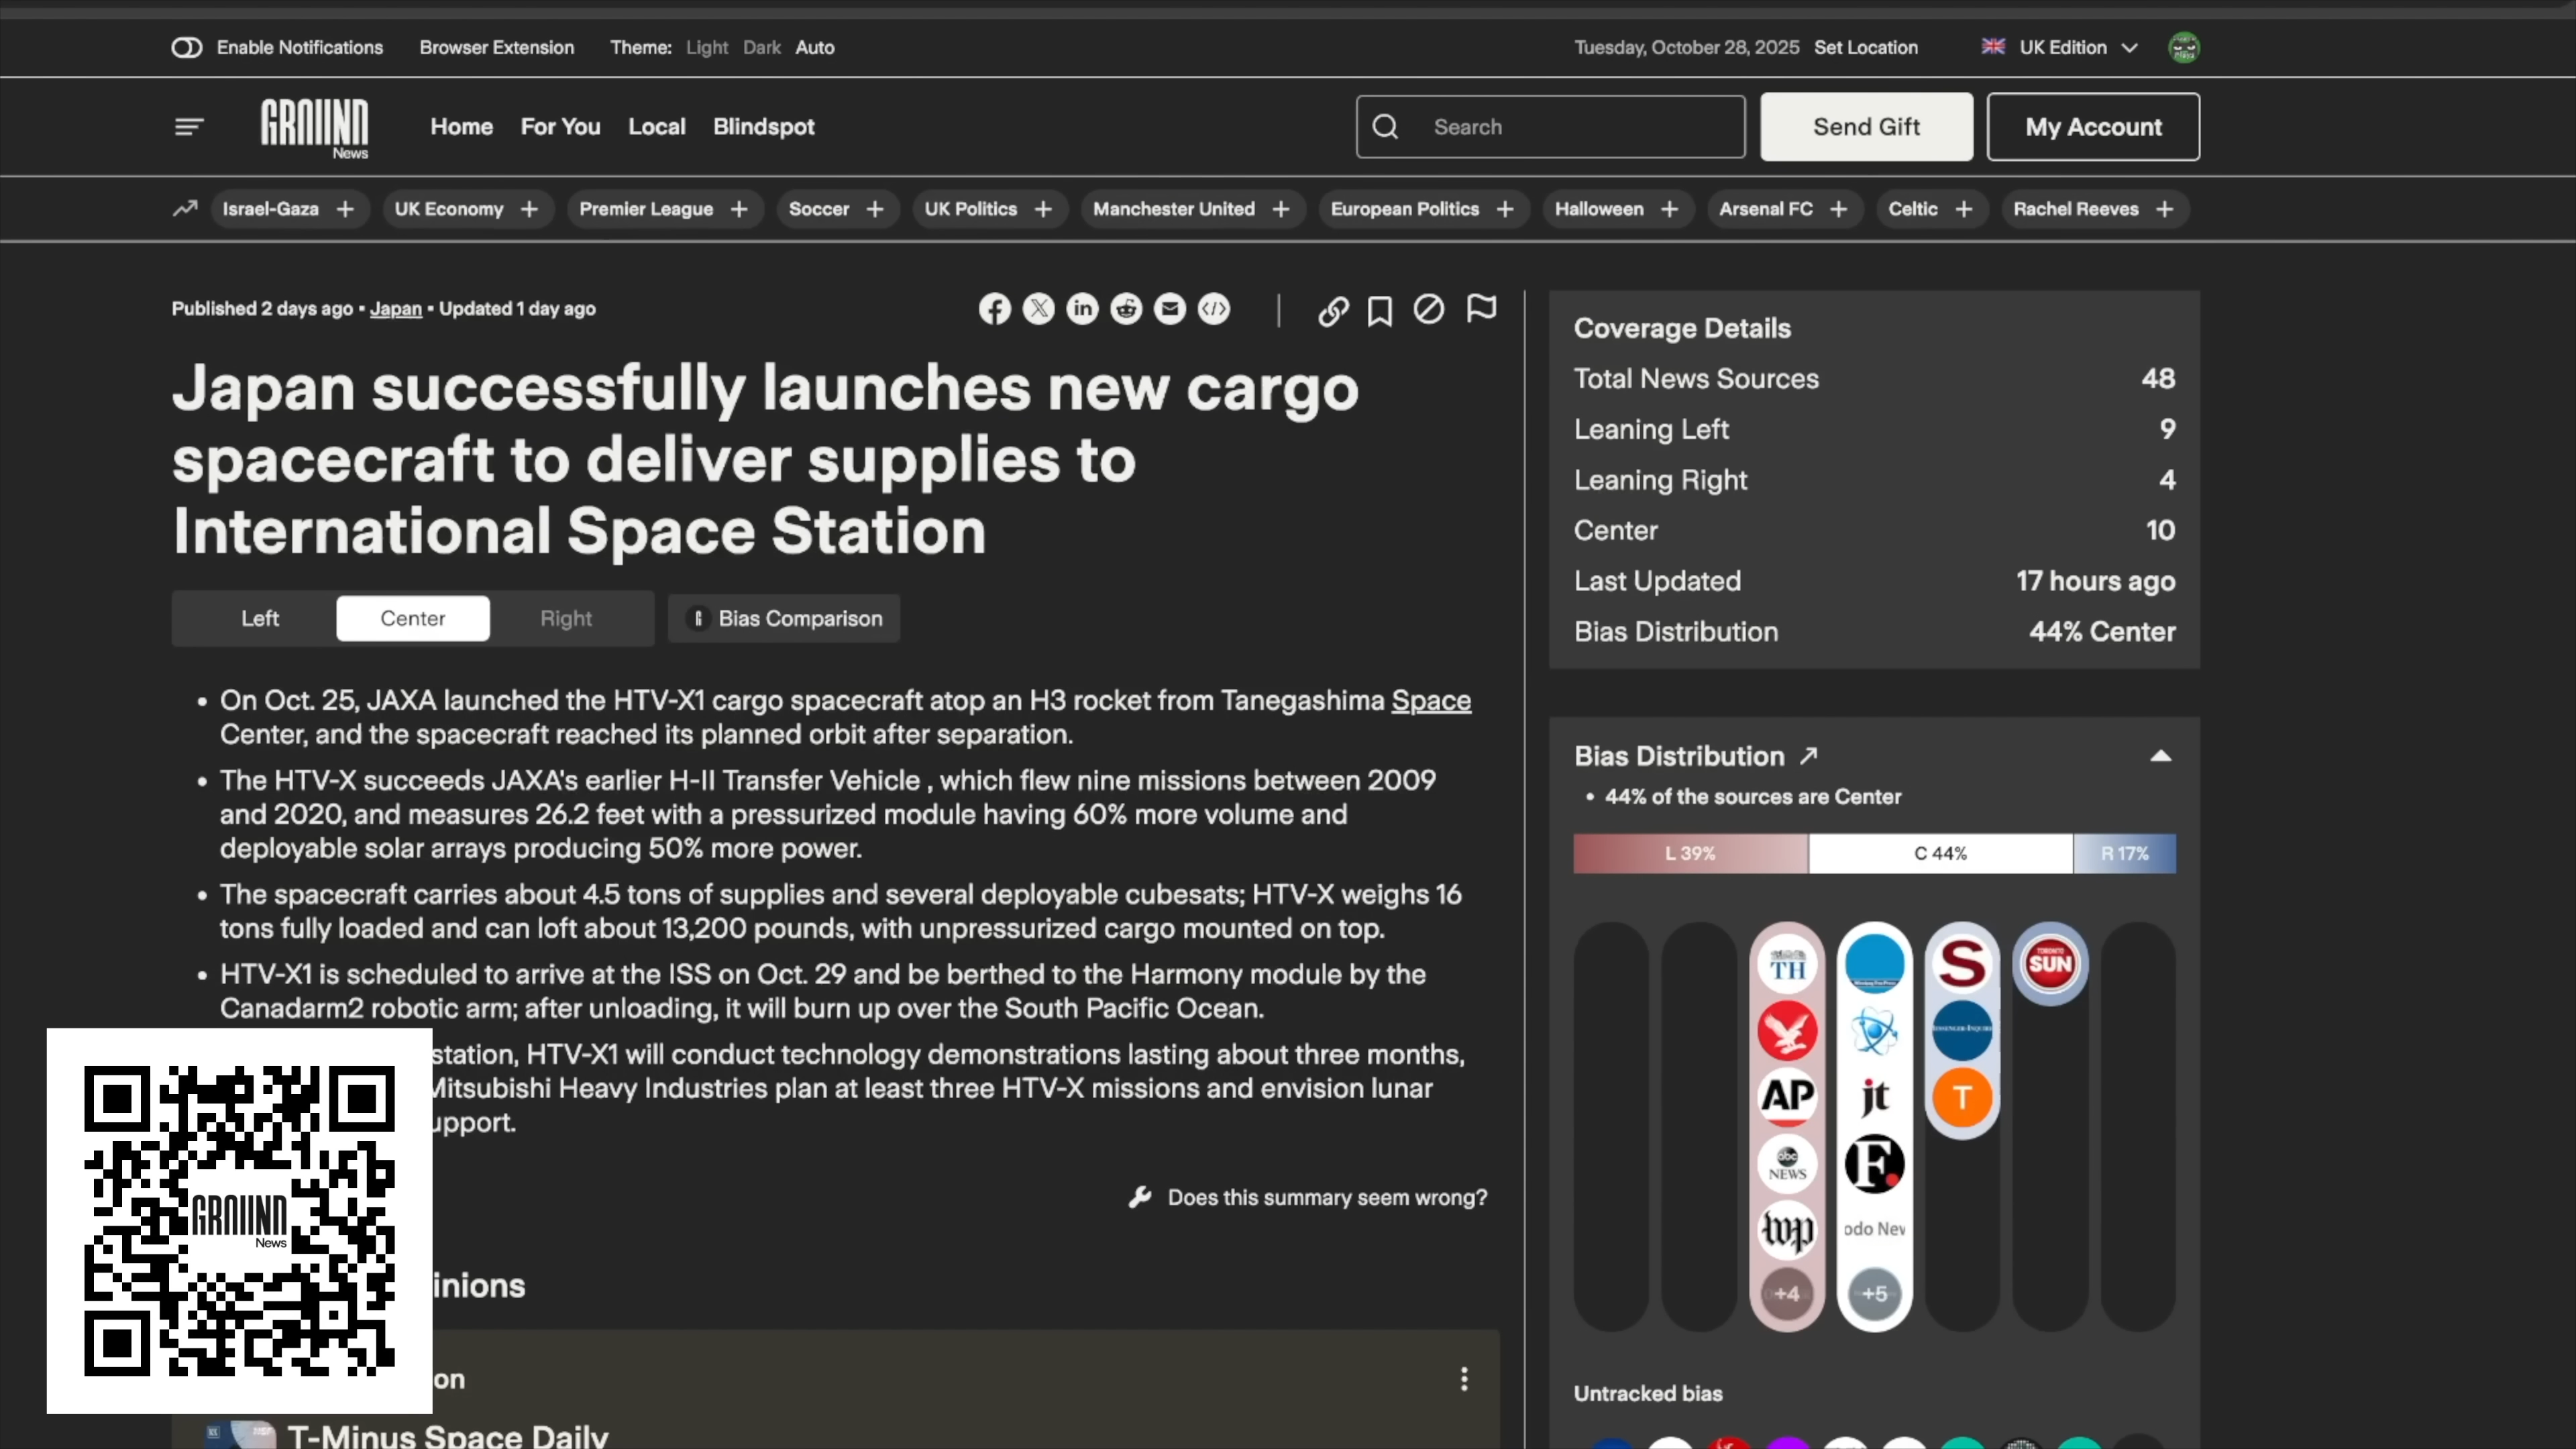 Enable Notifications Browser Extension Theme: Light Dark Auto Tuesday, October 28, 2025 Set Location UK Edition
GROUND News Home For You Local Blindspot Search Send Gift My Account
Israel-Gaza + UK Economy + Premier League + Soccer + UK Politics + Manchester United + European Politics + Halloween + Arsenal FC + Celtic + Rachel Reeves +
Published 2 days ago • Japan • Updated 1 day ago
Japan successfully launches new cargo
spacecraft to deliver supplies to
International Space Station
Left Center Right Bias Comparison
• On Oct. 25, JAXA launched the HTV-X1 cargo spacecraft atop an H3 rocket from Tanegashima Space
Center, and the spacecraft reached its planned orbit after separation.
• The HTV-X succeeds JAXA's earlier H-II Transfer Vehicle , which flew nine missions between 2009
and 2020, and measures 26.2 feet with a pressurized module having 60% more volume and
deployable solar arrays producing 50% more power.
• The spacecraft carries about 4.5 tons of supplies and several deployable cubesats; HTV-X weighs 16
tons fully loaded and can loft about 13,200 pounds, with unpressurized cargo mounted on top.
• HTV-X1 is scheduled to arrive at the ISS on Oct. 29 and be berthed to the Harmony module by the
Canadarm2 robotic arm; after unloading, it will burn up over the South Pacific Ocean.
station, HTV-X1 will conduct technology demonstrations lasting about three months,
Mitsubishi Heavy Industries plan at least three HTV-X missions and envision lunar
upport.
Does this summary seem wrong?
GROUND
News
inions
on
T-Minus Space Daily
Coverage Details
Total News Sources 48
Leaning Left 9
Leaning Right 4
Center 10
Last Updated 17 hours ago
Bias Distribution 44% Center
Bias Distribution
• 44% of the sources are Center
L 39% C 44% R 17%
TH S TORONTO SUN
AP jt T
abc NEWS F.
wp odo New
+4 +5
Untracked bias